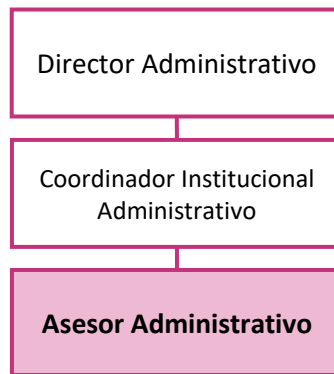 Director Administrativo
Coordinador Institucional
Administrativo
Asesor Administrativo